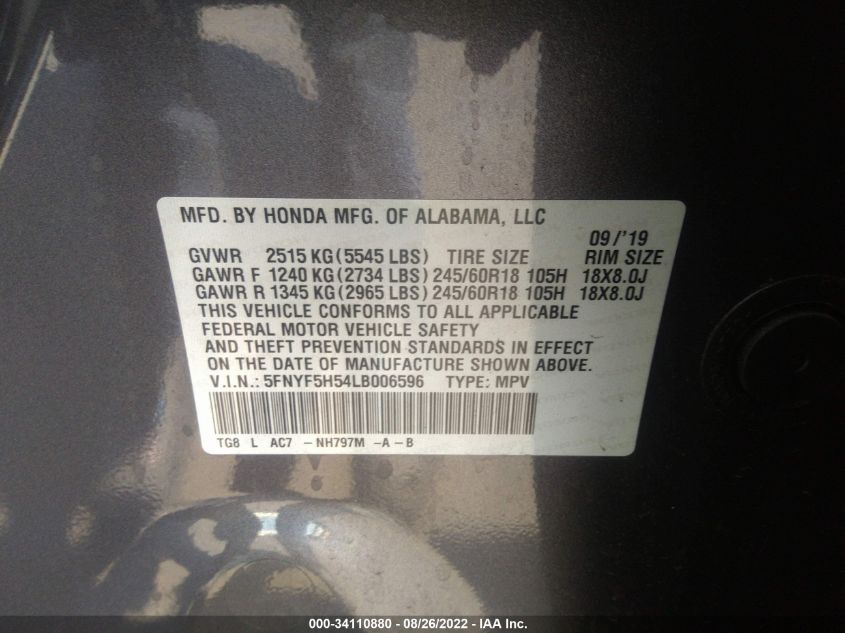 MFD. BY HONDA MFG. OF ALABAMA, LLC
09/'19
GVWR 2515 KG (5545 LBS) TIRE SIZE RIM SIZE
GAWR F 1240 KG (2734 LBS) 245/60R18 105H 18X8.0J
GAWR R 1345 KG (2965 LBS) 245/60R18 105H 18X8.0J
THIS VEHICLE CONFORMS TO ALL APPLICABLE
FEDERAL MOTOR VEHICLE SAFETY
AND THEFT PREVENTION STANDARDS IN EFFECT
ON THE DATE OF MANUFACTURE SHOWN ABOVE.
V.I.N.: 5FNYF5H54LB006596 TYPE: MPV
TG8 L AC7 -NH797M -A-B
000-34110880 - 08/26/2022 - IAA Inc.